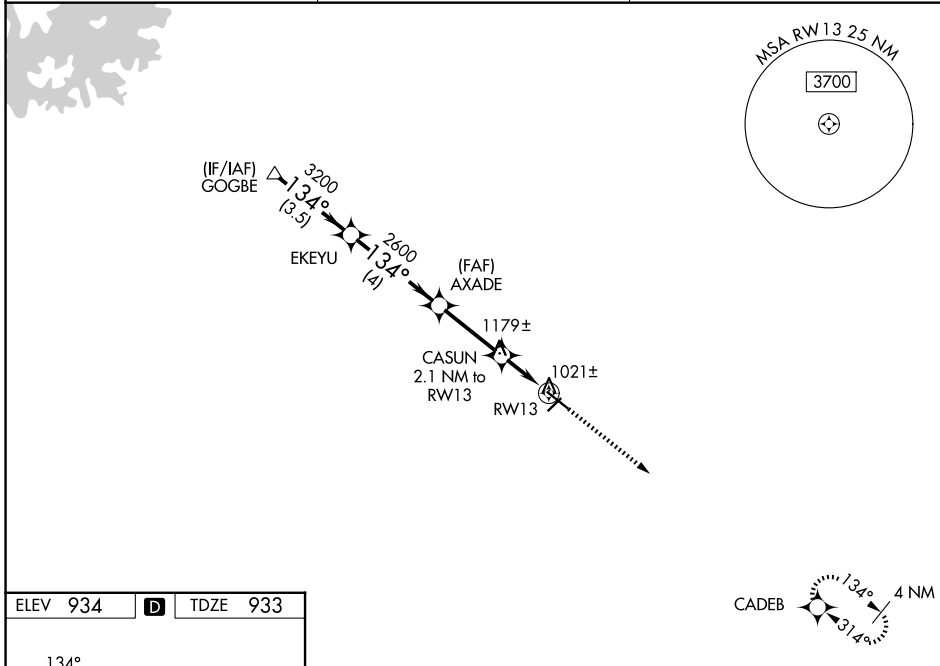 MSA RW13 25 NM
3700
(IF/IAF)
GOGBE
3200
134°
(3.5)
EKEYU
2600
134°
(4)
(FAF)
AXADE
1179±
CASUN
2.1 NM to
RW13
1021±
RW13
CADEB
134°
4 NM
314°
ELEV 934 D TDZE 933
134°